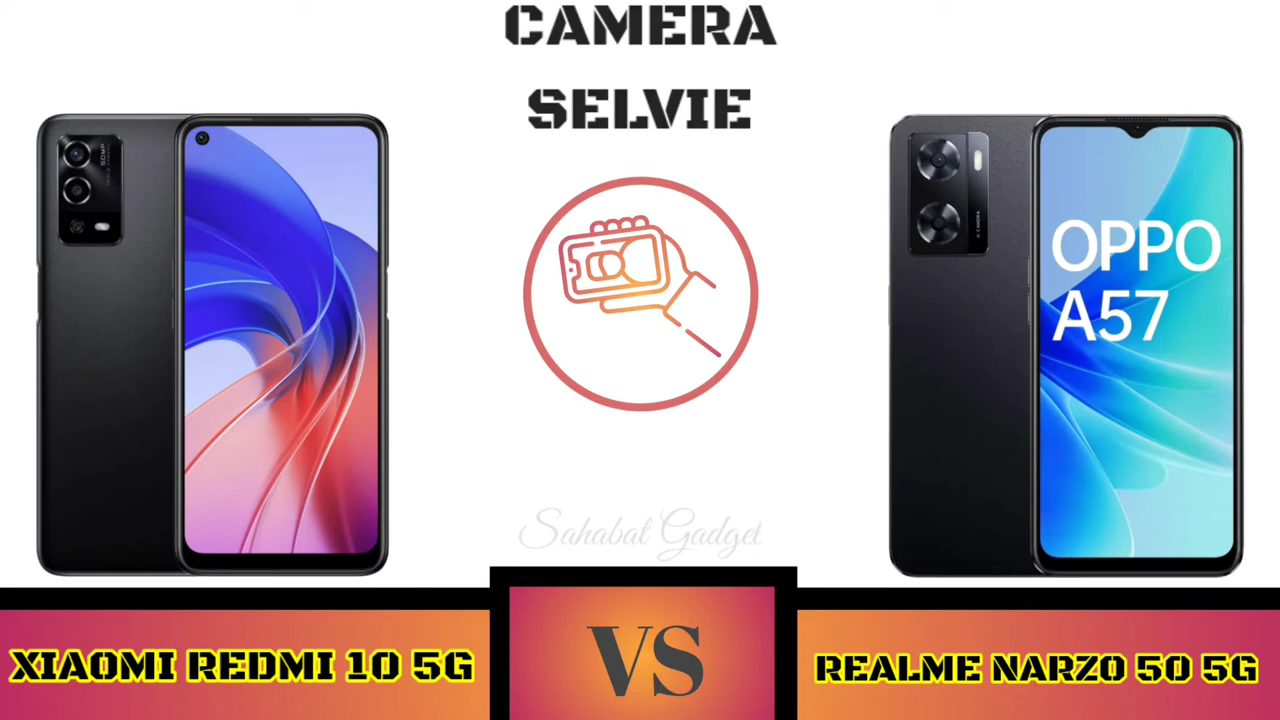 CAMERA
SELVIE
50MP
OPPO
A57
Sahabat Gadget
XIAOMI REDMI 10 5G
VS
REALME NARZO 50 5G